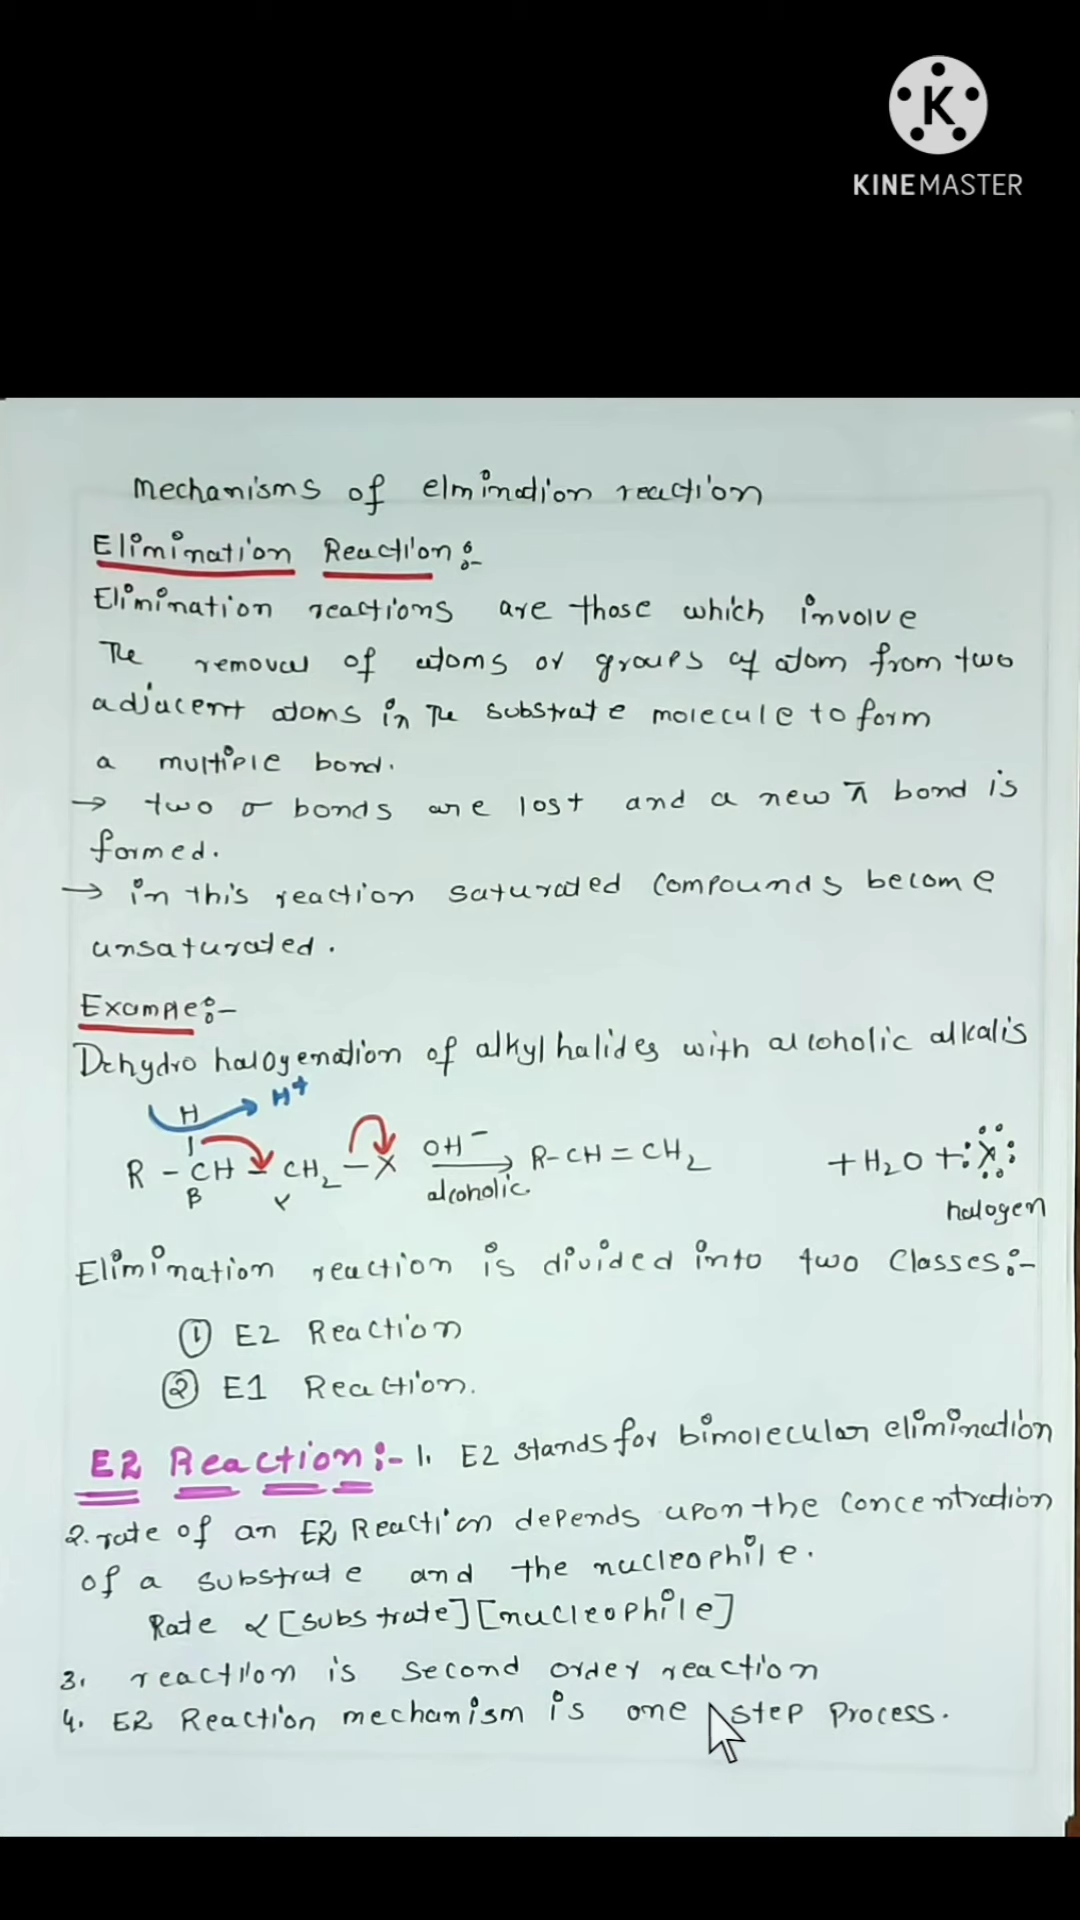 K
KINEMASTER
mechanisms of elmination reaction
Elimination Reaction:-
Elimination reactions are those which involve
The removal of atoms or groups of atom from two
adjacent atoms in The substrate molecule to form
a multiple bond.
→ two σ bonds are lost and a new π bond is
formed.
→ in this reaction saturated compounds become
unsaturated.
Example:-
Dehydro halogenation of alkyl halides with alcoholic alkalis
H H+
R - CH - CH2 - X OH- → alcoholic. R-CH=CH2 + H2O + :X:
β α halogen
Elimination reaction is divided into two Classes:-
① E2 Reaction
② E1 Reaction.
E2 Reaction:- 1. E2 stands for bimolecular elimination
2. rate of an E2 Reaction depends upon the concentration
of a substrate and the nucleophile.
Rate α [substrate][nucleophile]
3. reaction is second order reaction
4. E2 Reaction mechanism is one step process.